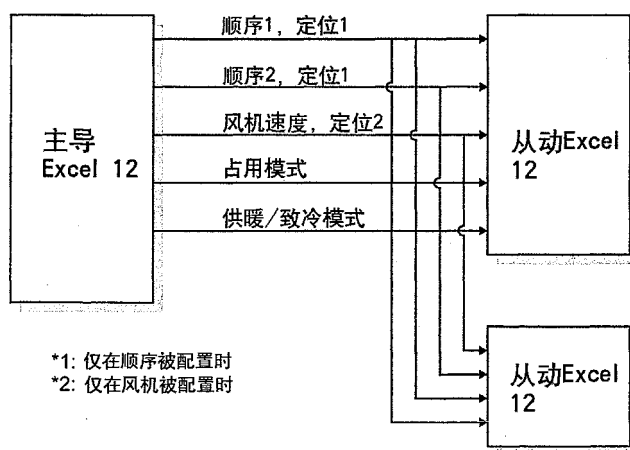 顺序1，定位1
顺序2，定位1
风机速度，定位2
占用模式
供暖/致冷模式
主导
Excel 12
从动Excel
12
从动Excel
12
*1: 仅在顺序被配置时
*2: 仅在风机被配置时